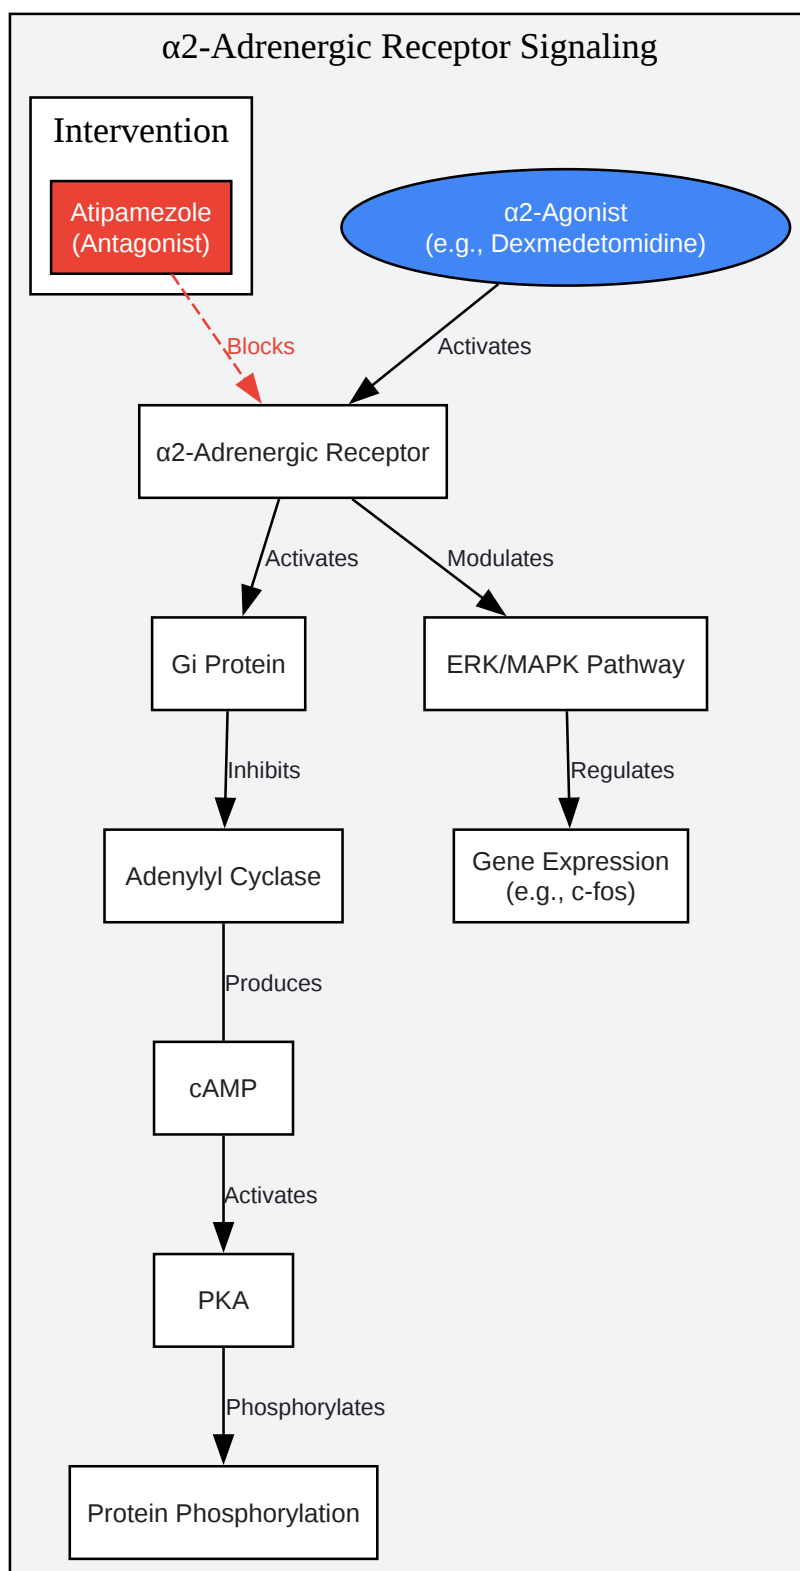 α2-Adrenergic Receptor Signaling
Intervention
Atipamezole
(Antagonist)
α2-Agonist
(e.g., Dexmedetomidine)
Blocks
Activates
α2-Adrenergic Receptor
Activates
Modulates
Gi Protein
ERK/MAPK Pathway
Inhibits
Regulates
Adenylyl Cyclase
Gene Expression
(e.g., c-fos)
Produces
cAMP
Activates
PKA
Phosphorylates
Protein Phosphorylation